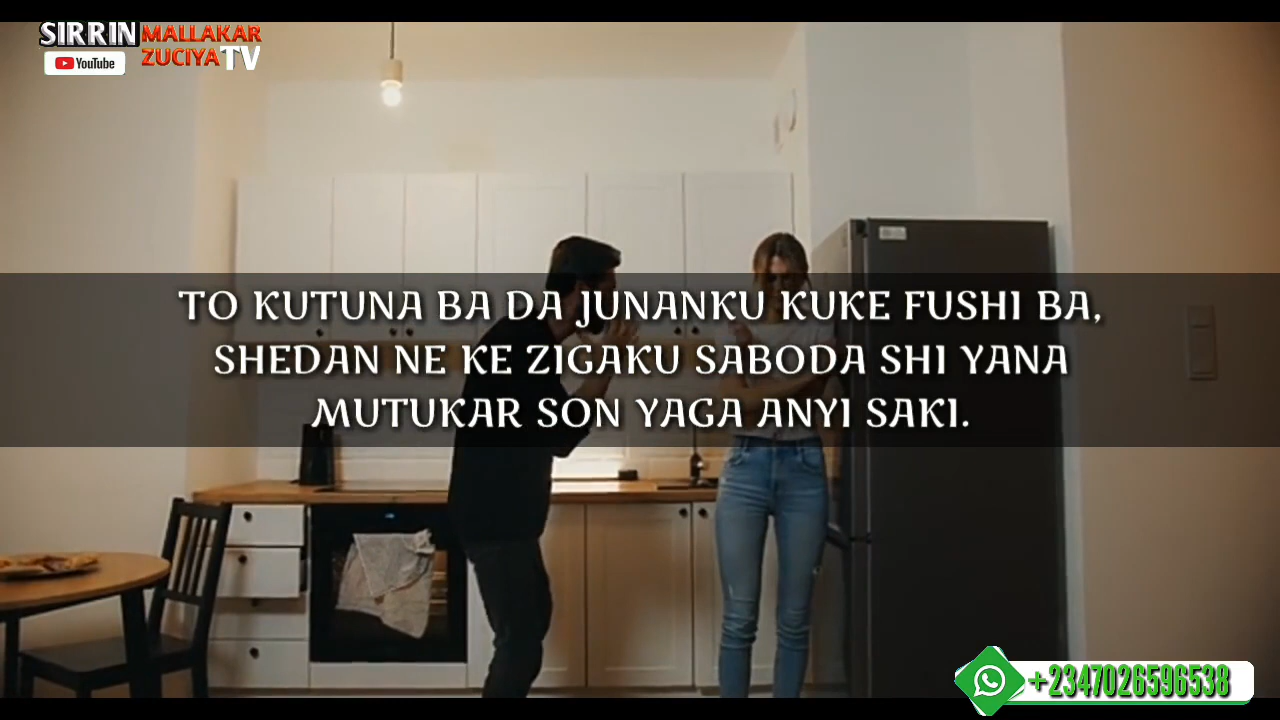 SIRRIN MALLAKAR
YouTube ZUCIYA TV
TO KUTUNA BA DA JUNANKU KUKE FUSHI BA,
SHEDAN NE KE ZIGAKU SABODA SHI YANA
MUTUKAR SON YAGA ANYI SAKI.
+2347026596538